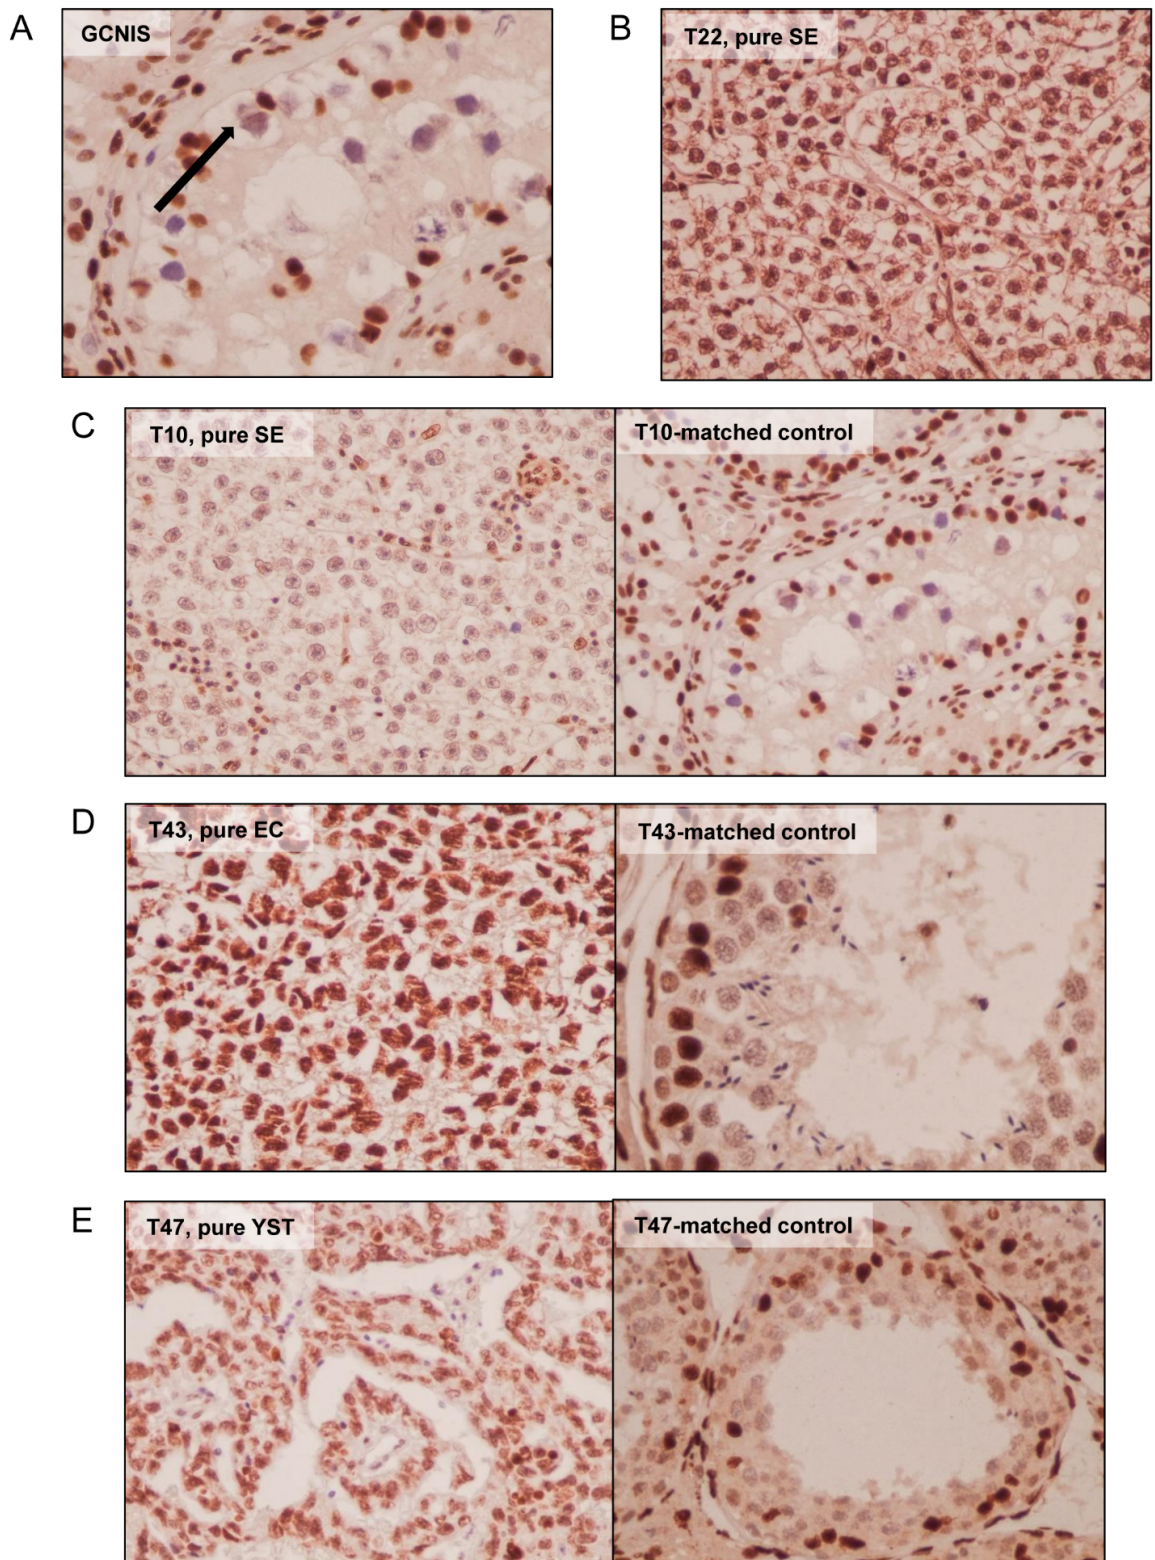 A
GCNIS
B
T22, pure SE
C
T10, pure SE
T10-matched control
D
T43, pure EC
T43-matched control
E
T47, pure YST
T47-matched control